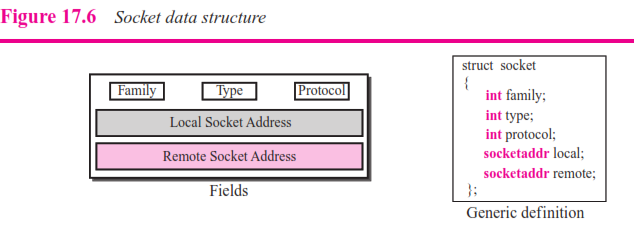 Figure 17.6 Socket data structure
Family Type Protocol
Local Socket Address
Remote Socket Address
Fields
struct socket
{
int family;
int type;
int protocol;
socketaddr local;
socketaddr remote;
};
Generic definition